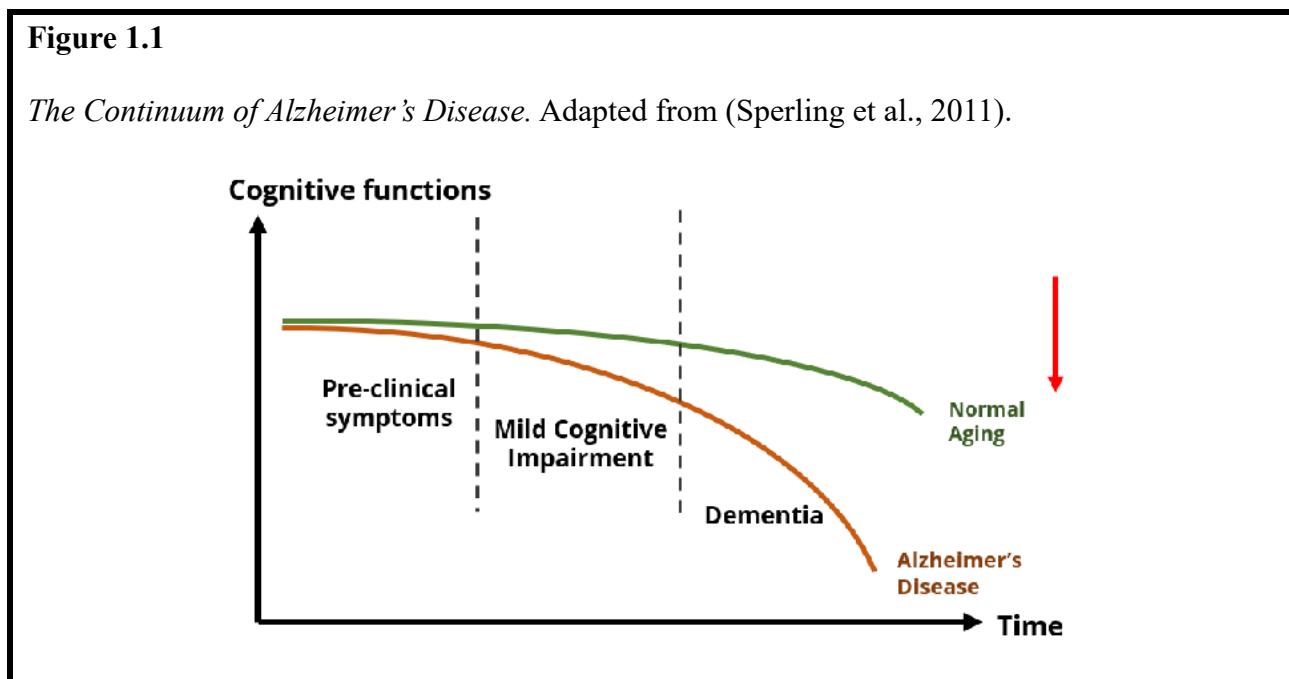 Figure 1.1
The Continuum of Alzheimer’s Disease. Adapted from (Sperling et al., 2011).
Cognitive functions
Pre-clinical
symptoms
Mild Cognitive
Impairment
Dementia
Normal
Aging
Alzheimer’s
Disease
Time